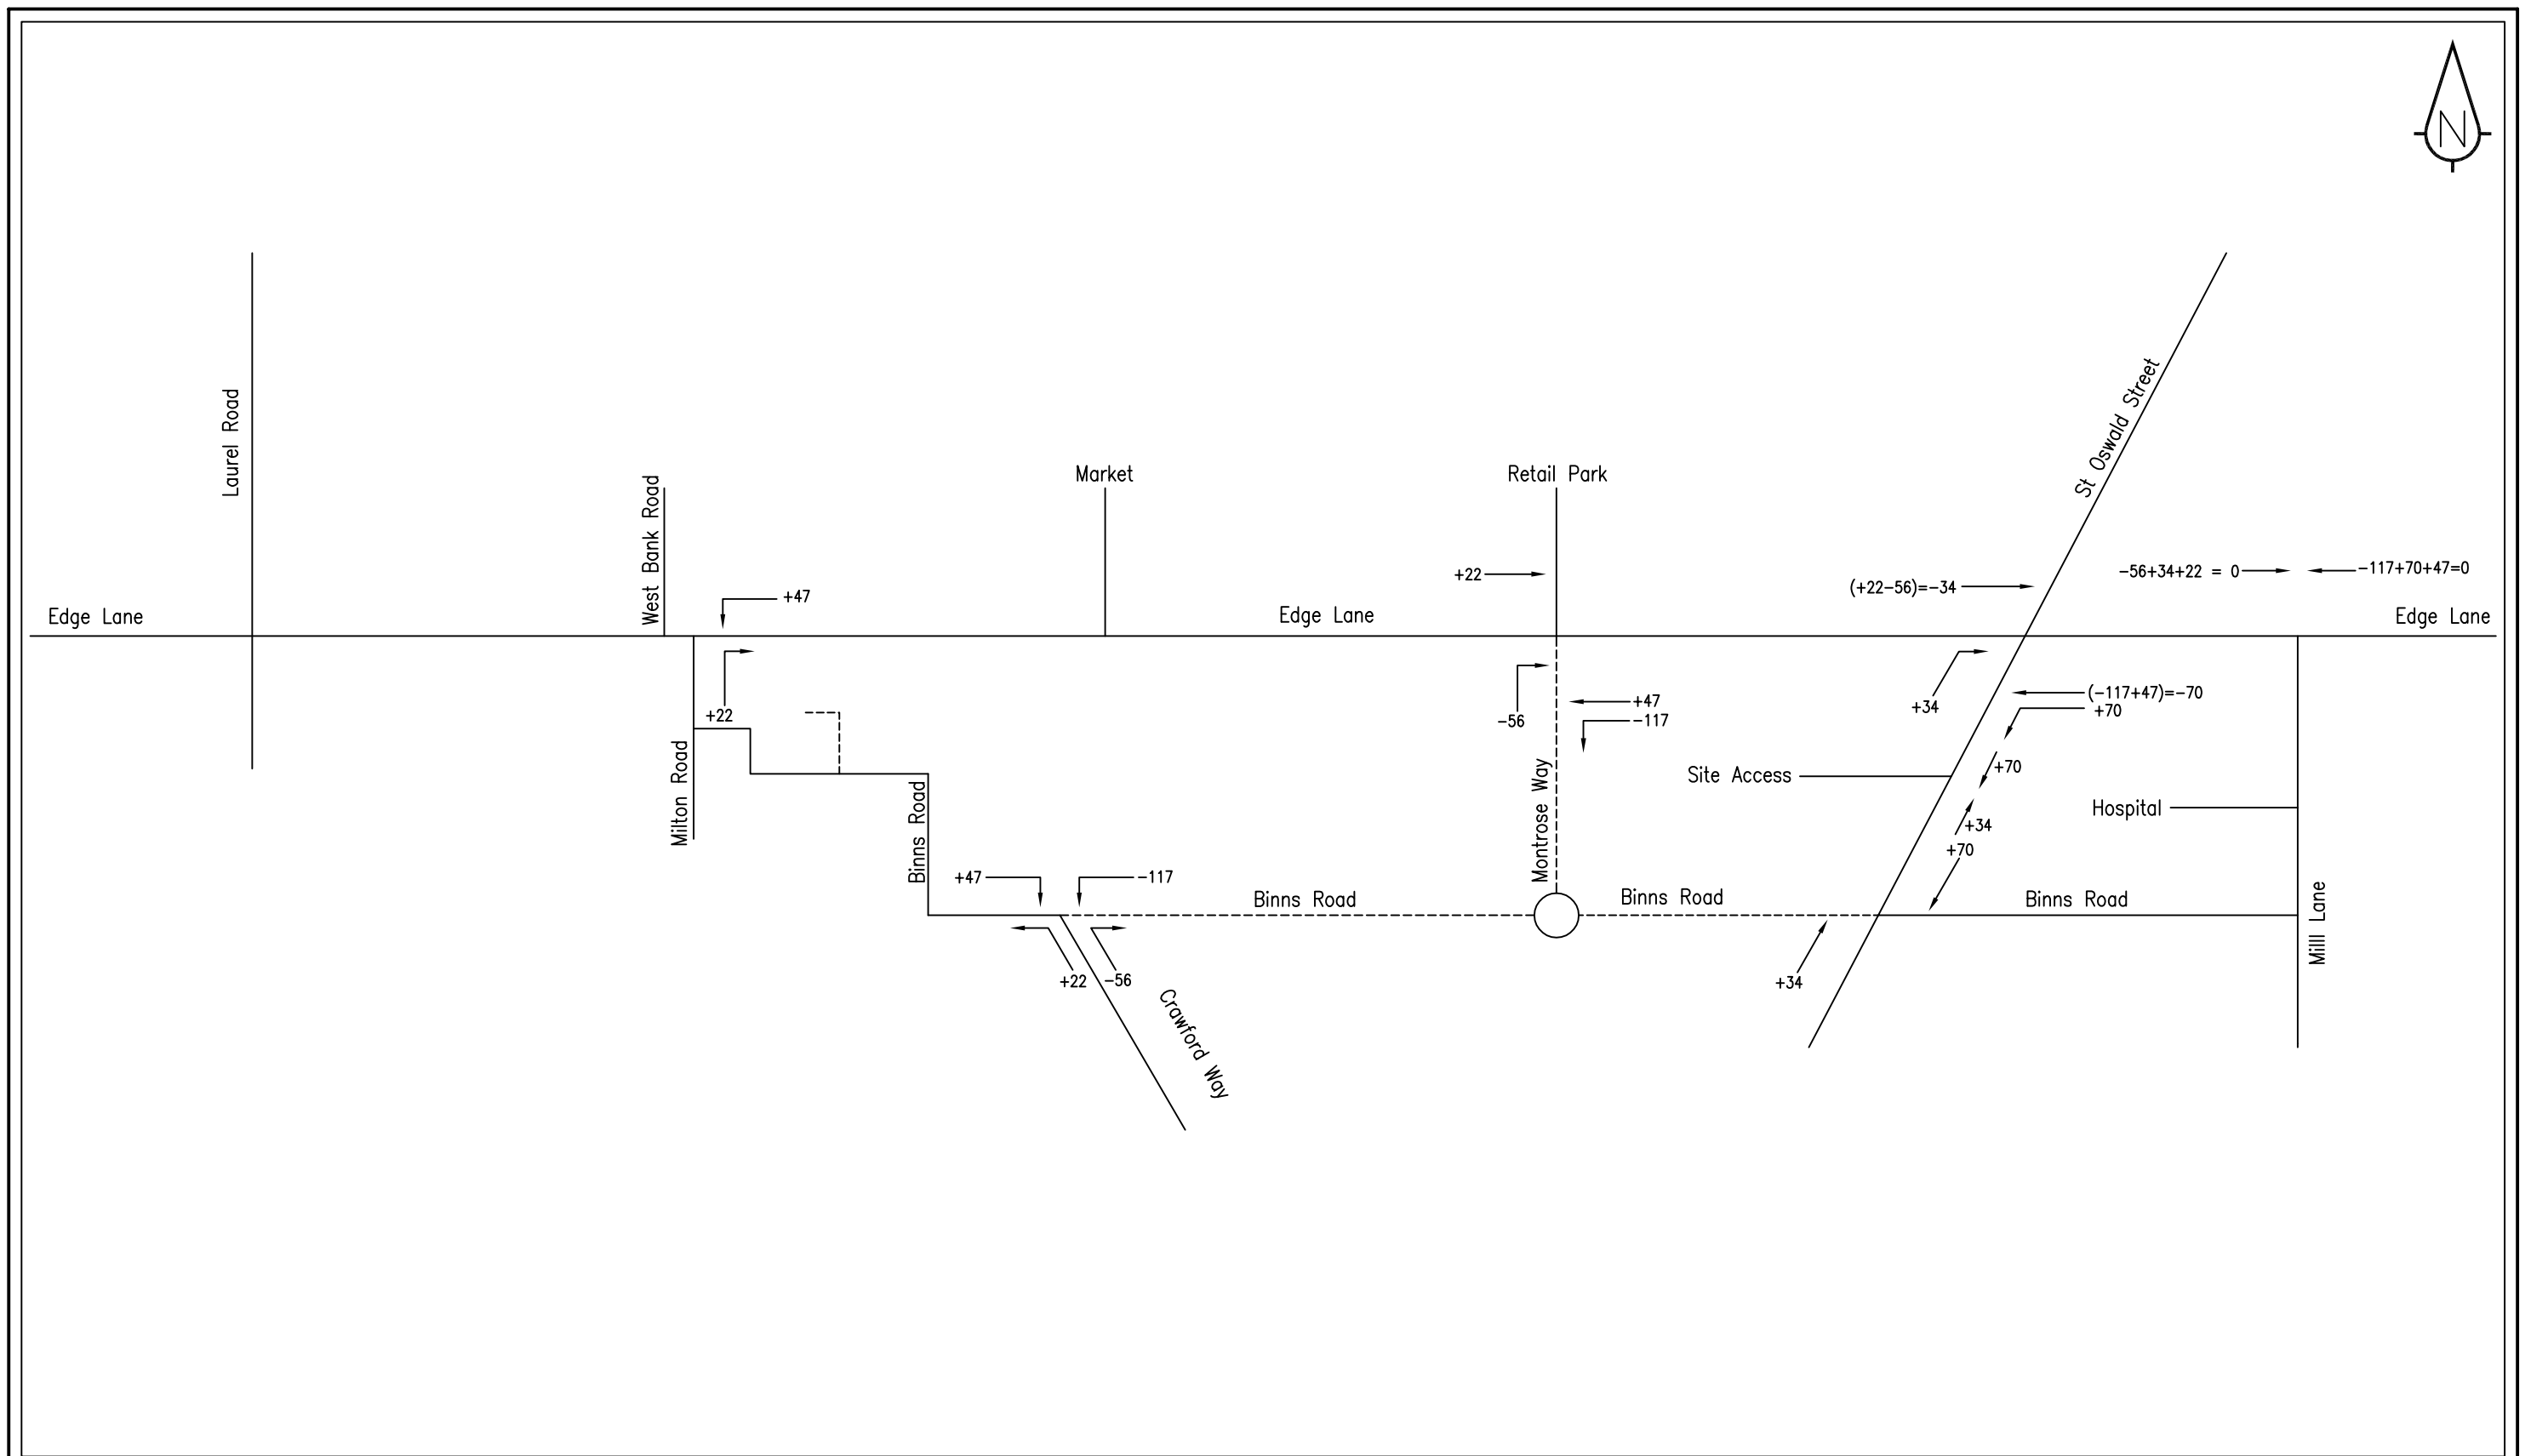 N
Laurel Road
West Bank Road
Market
Retail Park
St Oswald Street
+22
(+22-56)=-34
-56+34+22 = 0
-117+70+47=0
Edge Lane
+47
Edge Lane
Edge Lane
+22
Milton Road
-56
+47
-117
Montrose Way
+34
(-117+47)=-70
+70
Site Access
+70
Hospital
+34
+70
Binns Road
+47
-117
Binns Road
Binns Road
Binns Road
Milll Lane
+22
-56
+34
Crawford Way